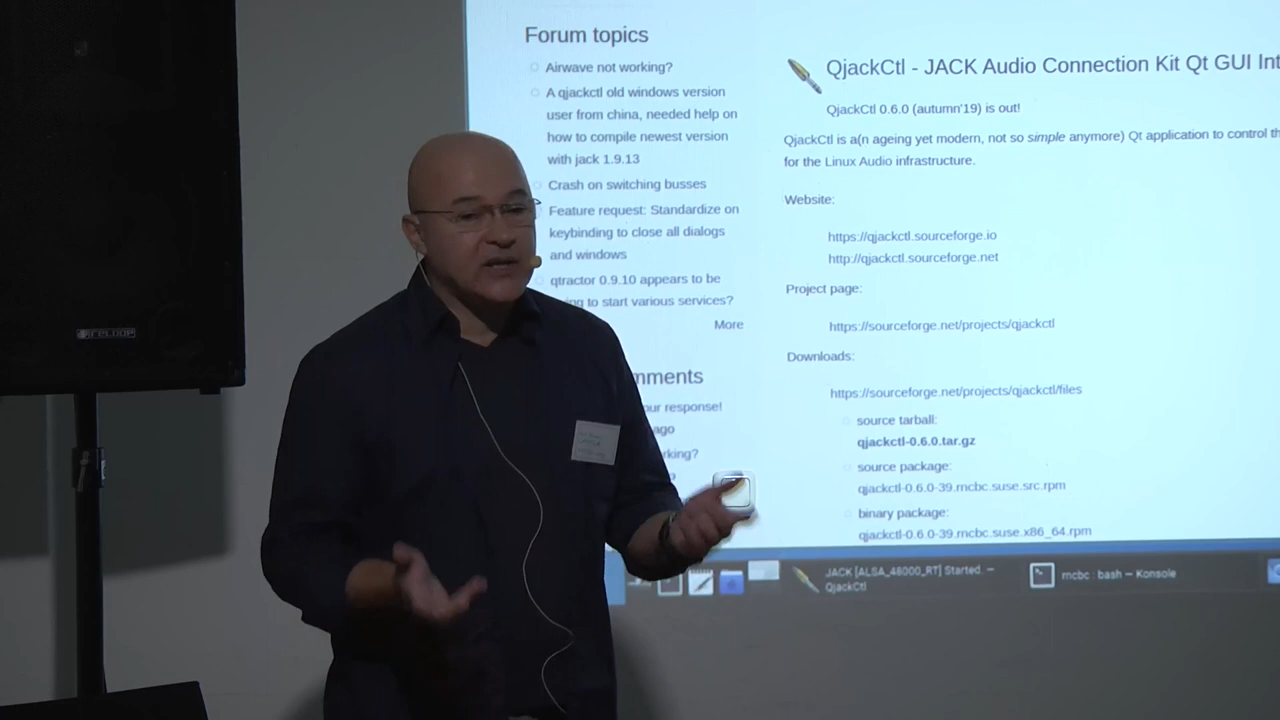 RELOOP
Forum topics
Airwave not working?
A qjackctl old windows version
user from china, needed help on
how to compile newest version
with jack 1.9.13
Crash on switching busses
Feature request: Standardize on
keybinding to close all dialogs
and windows
qtractor 0.9.10 appears to be
to start various services?
More
our response!
ago
QjackCtl - JACK Audio Connection Kit Qt GUI
QjackCtl 0.6.0 (autumn'19) is out!
QjackCtl is a(n ageing yet modern, not so simple anymore) Qt application to control
for the Linux Audio infrastructure.
Website:
https://qjackctl.sourceforge.io
http://qjackctl.sourceforge.net
Project page:
https://sourceforge.net/projects/qjackctl
Downloads:
https://sourceforge.net/projects/qjackctl/files
source tarball:
qjackctl-0.6.0.tar.gz
source package:
qjackctl-0.6.0-39.rncbc.suse.src.rpm
binary package:
qjackctl-0.6.0-39.rncbc.suse.x86_64.rpm
JACK [ALSA_48000_RT] Started. —
QjackCtl
rncbc : bash — Konsole